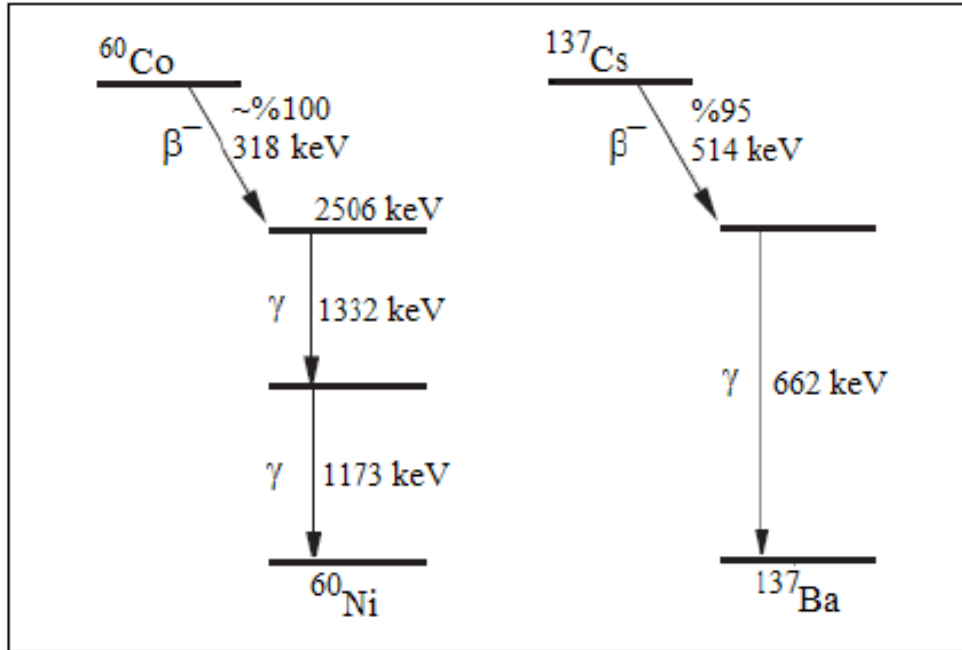 ⁶⁰Co
~%100
β⁻ 318 keV
2506 keV
γ 1332 keV
γ 1173 keV
⁶⁰Ni
¹³⁷Cs
%95
β⁻ 514 keV
γ 662 keV
¹³⁷Ba